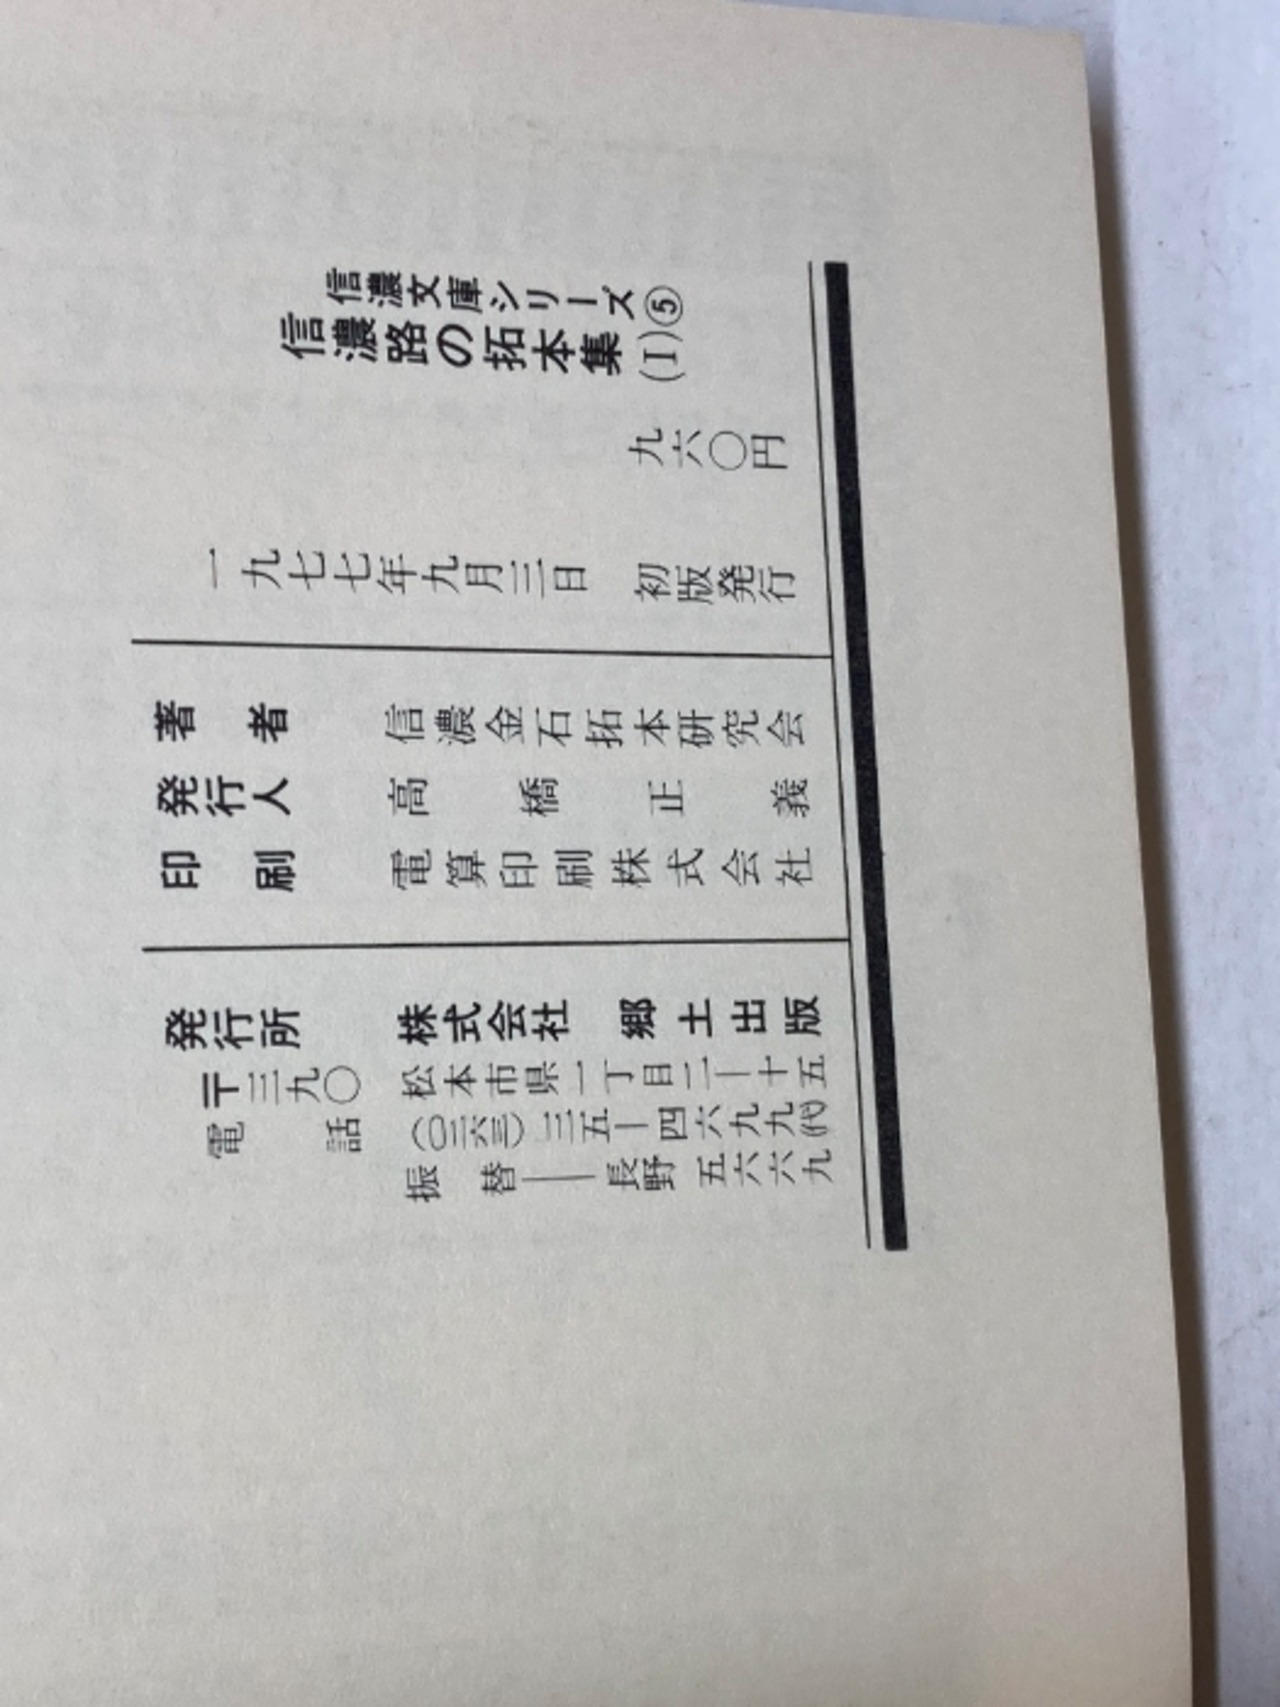 信濃文庫シリーズ⑤
信濃路の拓本集(I)
九六〇円
一九七七年九月三日 初版発行
著者 信濃金石拓本研究会
発行人 高橋正義
印刷 電算印刷株式会社
発行所 株式会社 郷土出版
〒三九〇 松本市県一丁目二―十五
電話 (〇二六三)三五―四六九九(代)
振替――長野 五六六九